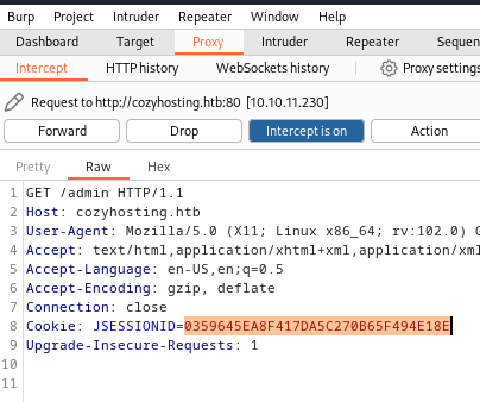 Burp Project Intruder Repeater Window Help
Dashboard Target Proxy Intruder Repeater Sequen
Intercept HTTP history WebSockets history Proxy settings
Request to http://cozyhosting.htb:80 [10.10.11.230]
Forward Drop Intercept is on Action
Pretty Raw Hex
1 GET /admin HTTP/1.1
2 Host: cozyhosting.htb
3 User-Agent: Mozilla/5.0 (X11; Linux x86_64; rv:102.0) G
4 Accept: text/html,application/xhtml+xml,application/xml
5 Accept-Language: en-US,en;q=0.5
6 Accept-Encoding: gzip, deflate
7 Connection: close
8 Cookie: JSESSIONID=0359645EA8F417DA5C270B65F494E18E
9 Upgrade-Insecure-Requests: 1
10
11